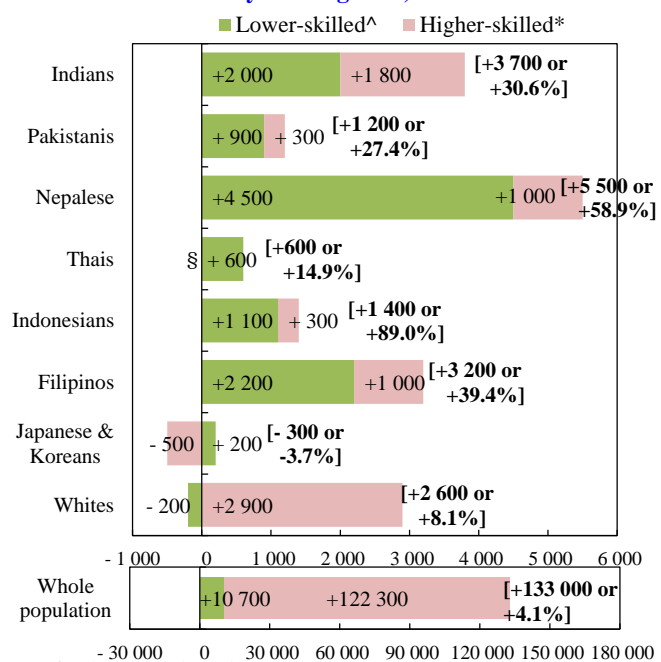 Lower-skilled^ Higher-skilled*
Indians +2 000 +1 800 [+3 700 or
+30.6%]
Pakistanis + 900 + 300 [+1 200 or
+27.4%]
Nepalese +4 500 +1 000 [+5 500 or
+58.9%]
Thais § + 600 [+600 or
+14.9%]
Indonesians +1 100 + 300 [+1 400 or
+89.0%]
Filipinos +2 200 +1 000 [+3 200 or
+39.4%]
Japanese &
Koreans - 500 + 200 [- 300 or
-3.7%]
Whites - 200 +2 900 [+2 600 or
+8.1%]
- 1 000 0 1 000 2 000 3 000 4 000 5 000 6 000
Whole
population +10 700 +122 300 [+133 000 or
+4.1%]
- 30 000 0 30 000 60 000 90 000 120 000 150 000 180 000